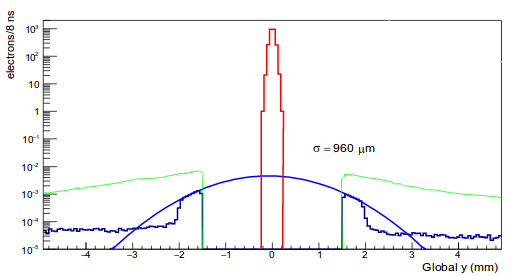 electrons/8 ns
10³
10²
10
1
10⁻¹
10⁻²
10⁻³
10⁻⁴
10⁻⁵
σ = 960 μm
−4 −3 −2 −1 0 1 2 3 4
Global y (mm)